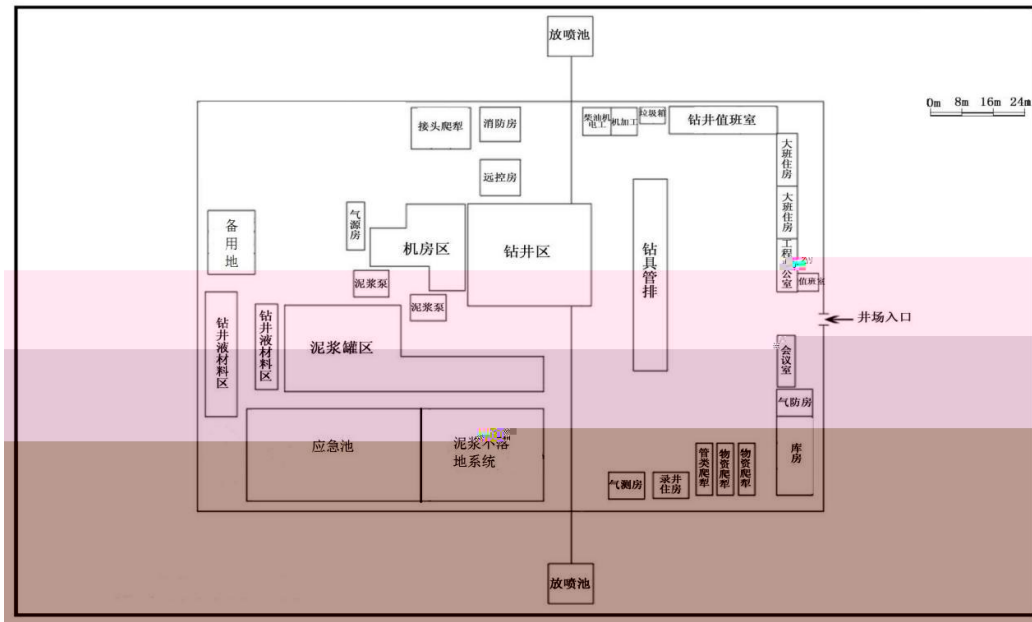 放喷池
0m 8m 16m 24m
接头爬犁
消防房
柴油机
电工
机加工
垃圾箱
钻井值班室
大班住房
远控房
大班住房
备用地
气源房
机房区
钻井区
钻具管排
工程
公室
值班室
泥浆泵
泥浆泵
井场入口
钻井液材料区
钻井液材料区
泥浆罐区
会议室
气防房
应急池
泥浆不落
地系统
管类爬犁
物资爬犁
物资爬犁
库房
气测房
录井
住房
放喷池